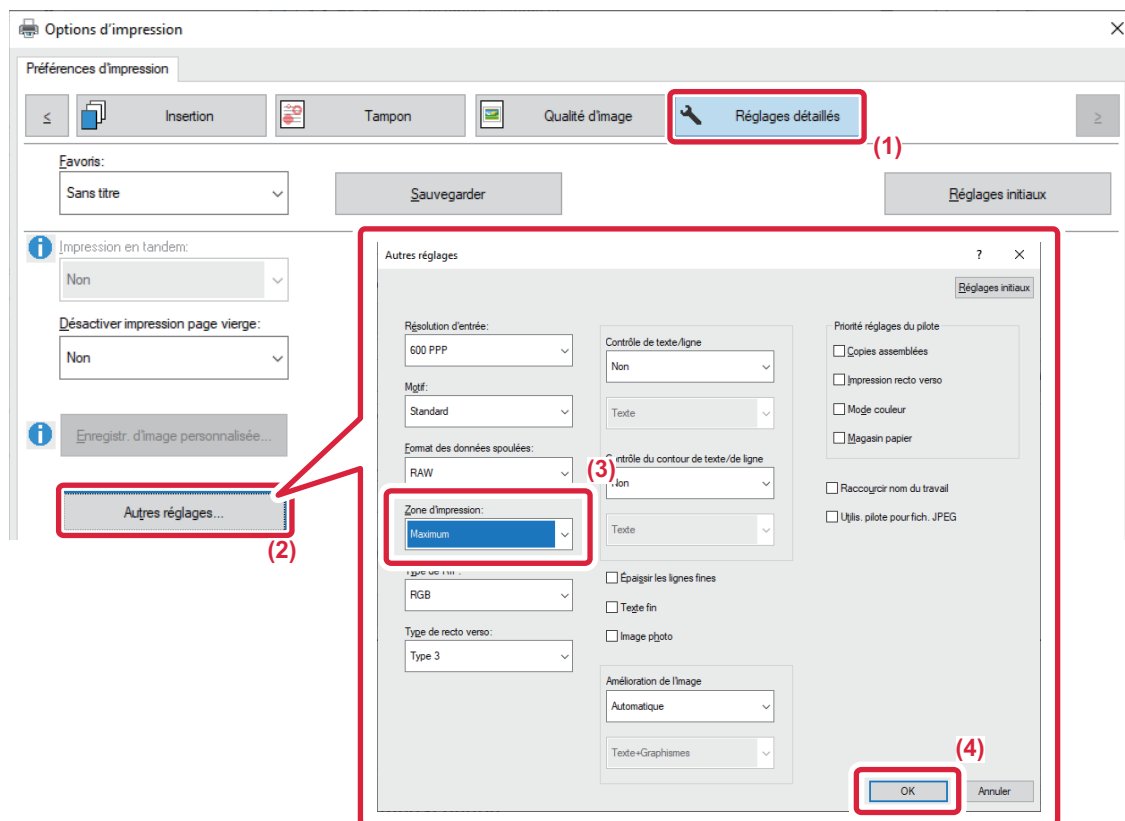 Options d'impression
Préférences d'impression
<
Insertion
Tampon
Qualité d'image
Réglages détaillés
>
(1)
Favoris:
Sans titre
Sauvegarder
Réglages initiaux
Impression en tandem:
Non
Désactiver impression page vierge:
Non
Enregistr. d'image personnalisée...
Autres réglages...
(2)
Autres réglages
?
Réglages initiaux
Résolution d'entrée:
600 PPP
Motif:
Standard
Format des données spoulées:
RAW
(3)
Zone d'impression:
Maximum
Type de RIP:
RGB
Type de recto verso:
Type 3
Contrôle de texte/ligne
Non
Texte
Contrôle du contour de texte/de ligne
Non
Texte
Épaissir les lignes fines
Texte fin
Image photo
Amélioration de l'image
Automatique
Texte+Graphismes
Priorité réglages du pilote
Copies assemblées
Impression recto verso
Mode couleur
Magasin papier
Raccourcir nom du travail
Utilis. pilote pour fich. JPEG
(4)
OK
Annuler